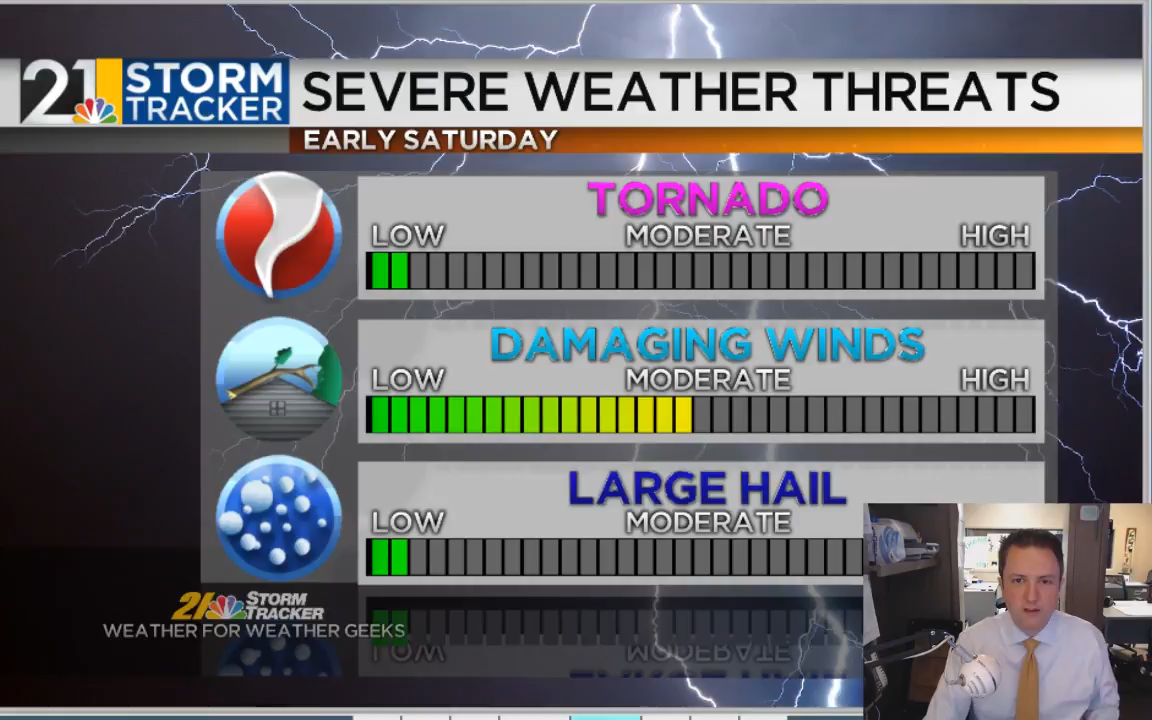 21 STORM TRACKER
SEVERE WEATHER THREATS
EARLY SATURDAY
TORNADO
LOW MODERATE HIGH
DAMAGING WINDS
LOW MODERATE HIGH
LARGE HAIL
LOW MODERATE
21 STORM TRACKER
WEATHER FOR WEATHER GEEKS